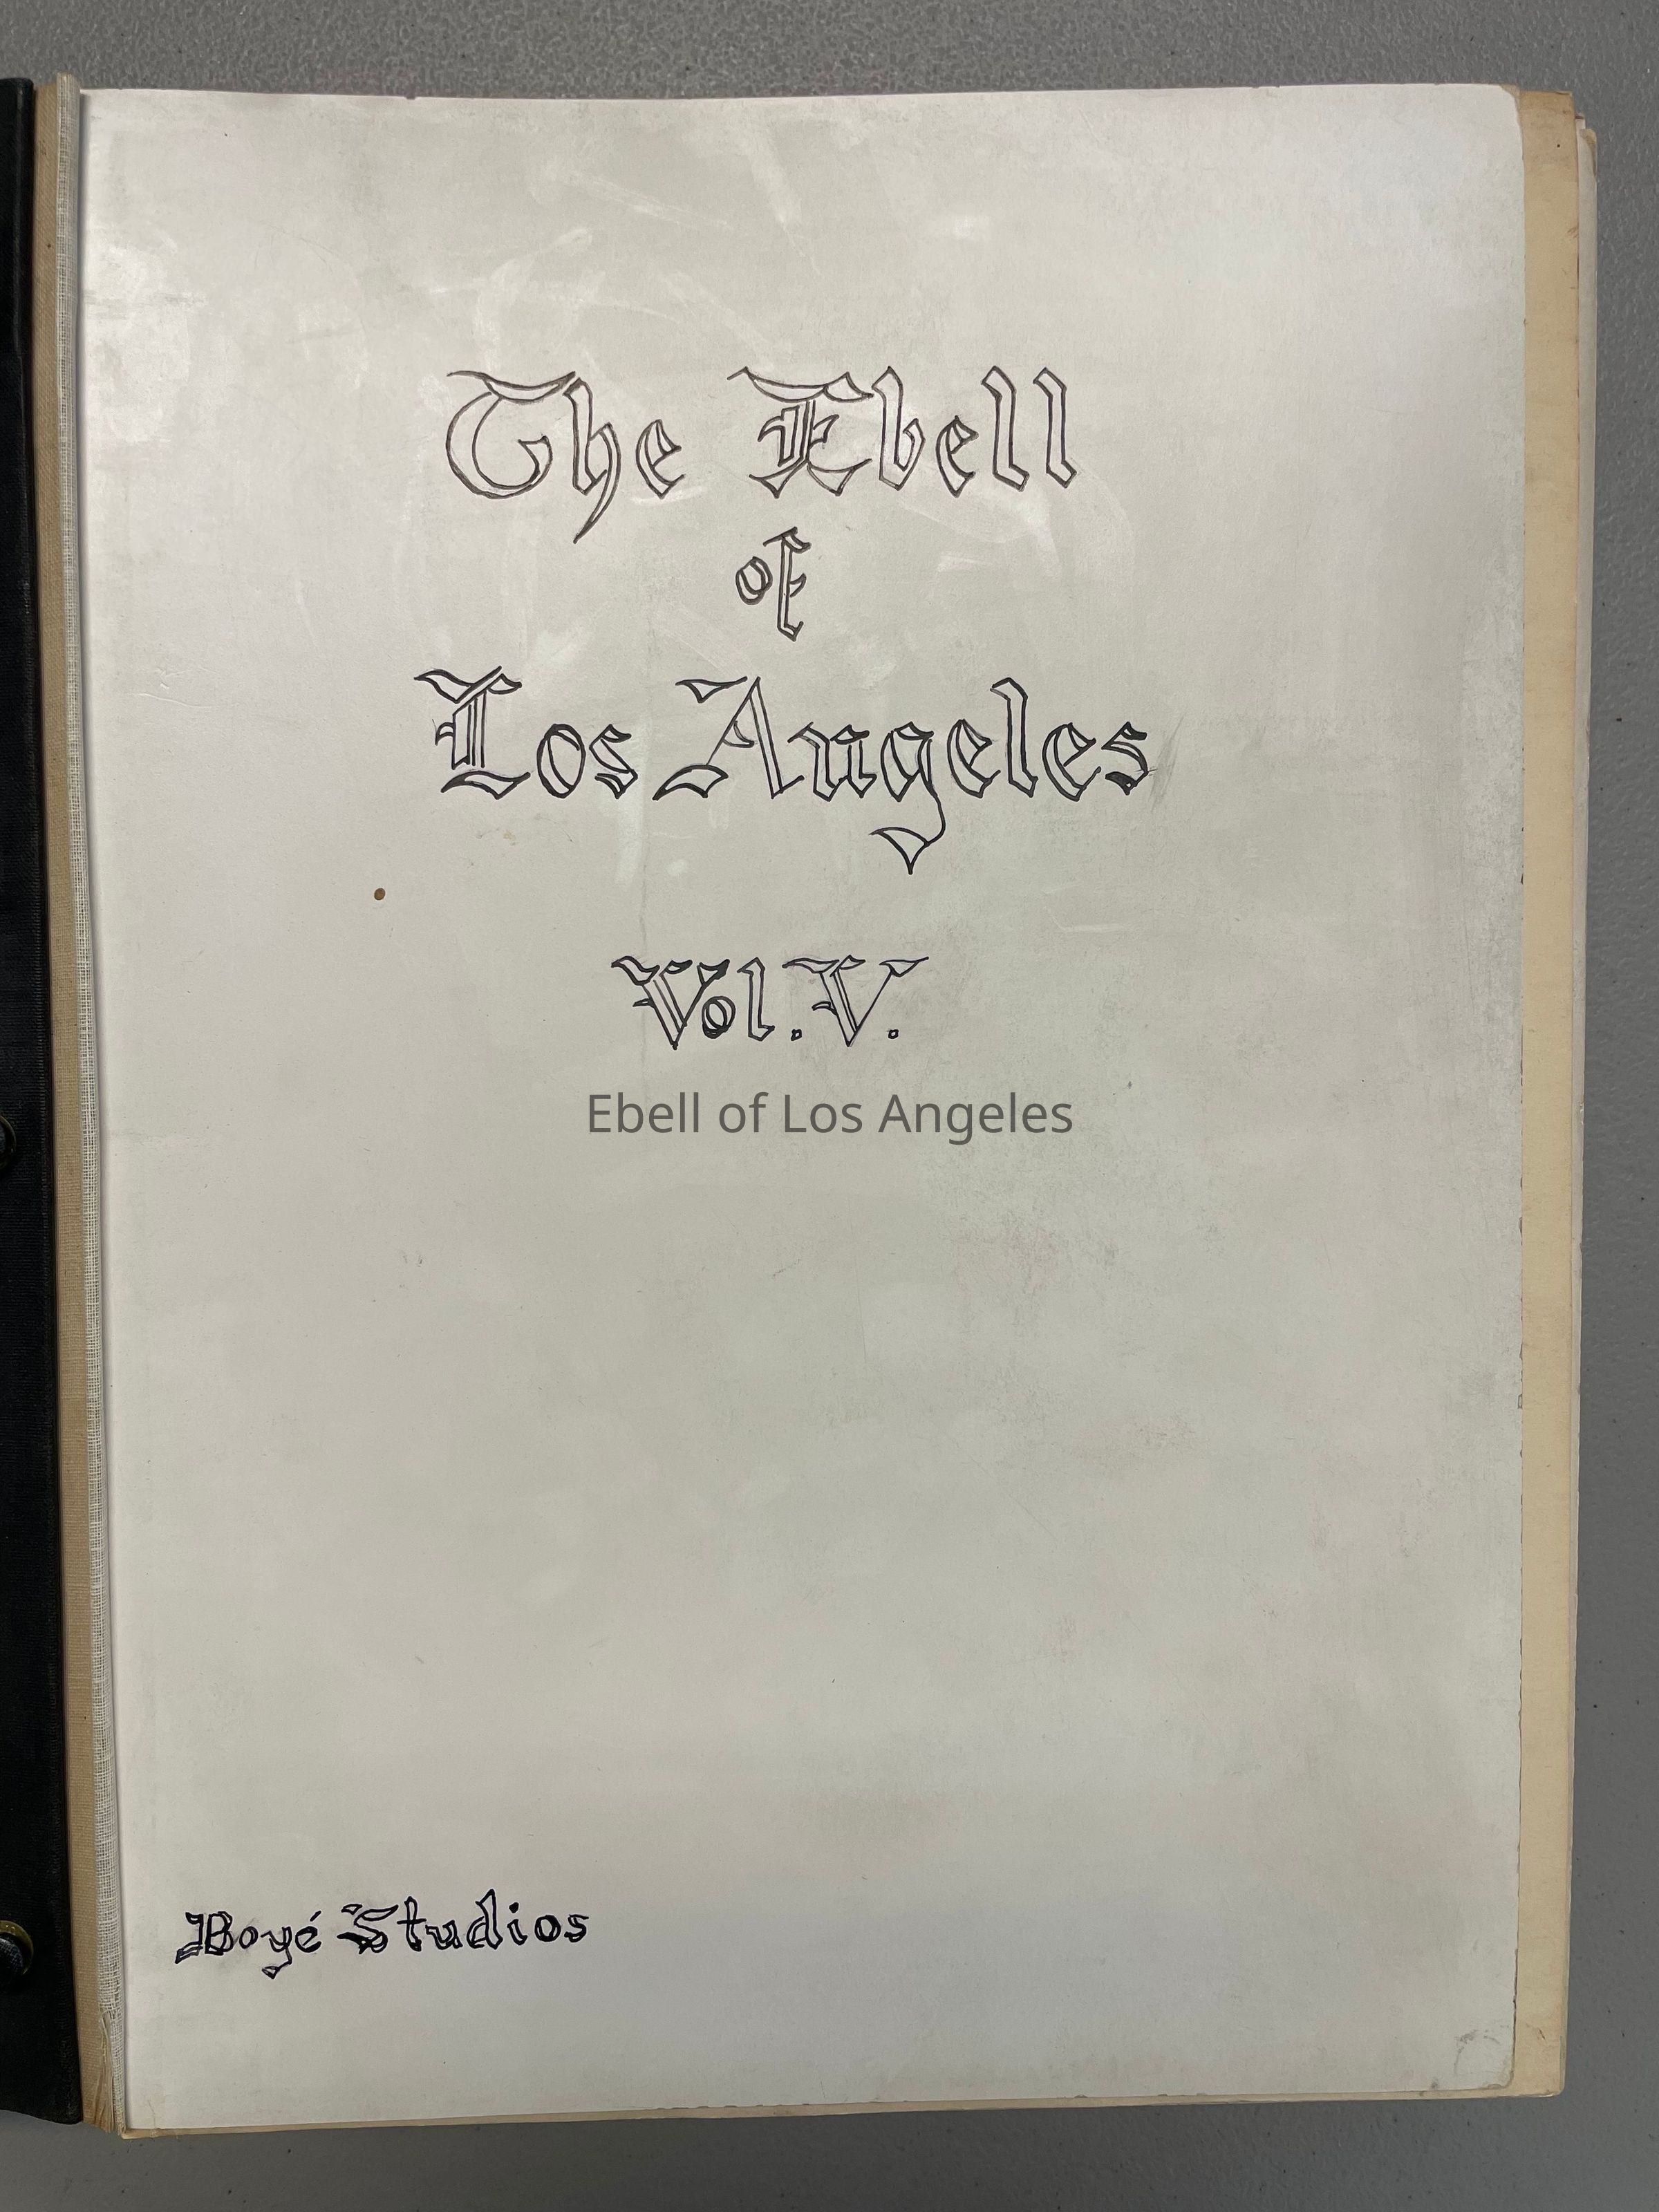 The Ebell
of
Los Angeles
Vol. V.
Ebell of Los Angeles
Boyé Studios